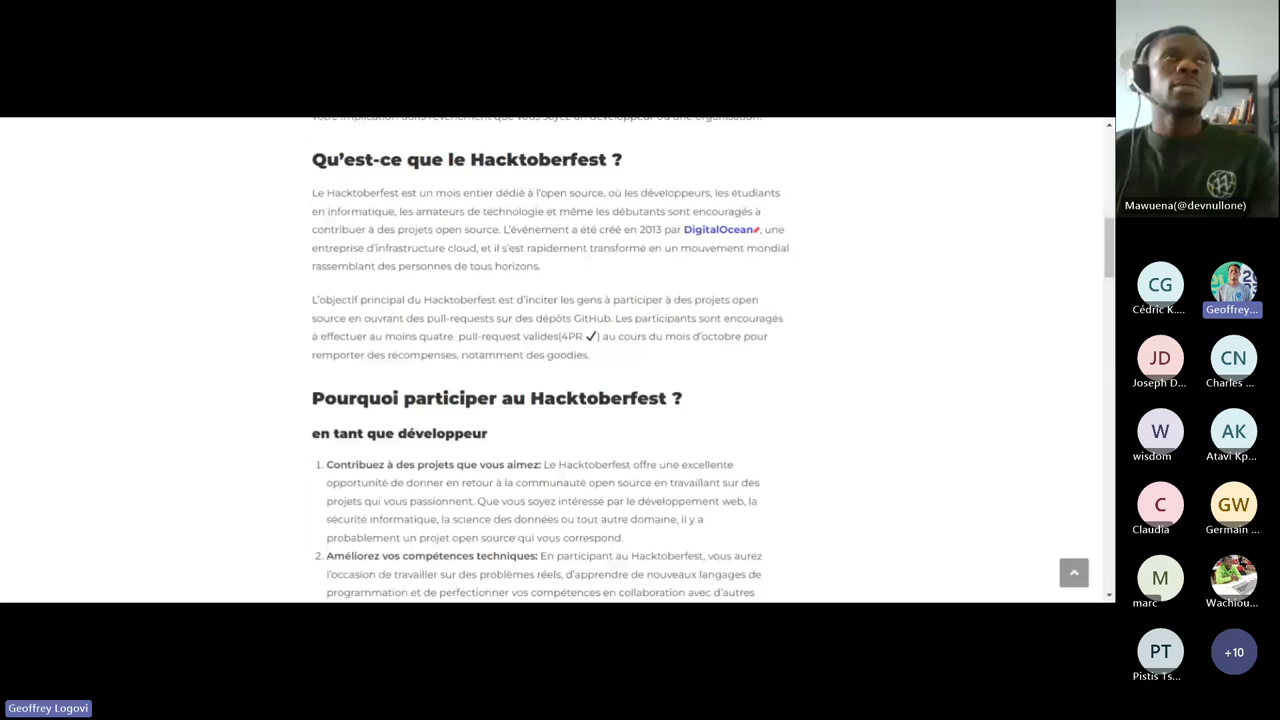 votre implication dans l'événement que vous soyez un développeur ou une organisation.
Qu'est-ce que le Hacktoberfest ?
Le Hacktoberfest est un mois entier dédié à l'open source, où les développeurs, les étudiants
en informatique, les amateurs de technologie et même les débutants sont encouragés à
contribuer à des projets open source. L'événement a été créé en 2013 par DigitalOcean, une
entreprise d'infrastructure cloud, et il s'est rapidement transformé en un mouvement mondial
rassemblant des personnes de tous horizons.
L'objectif principal du Hacktoberfest est d'inciter les gens à participer à des projets open
source en ouvrant des pull-requests sur des dépôts GitHub. Les participants sont encouragés
à effectuer au moins quatre pull-request valides(4PR ✓) au cours du mois d'octobre pour
remporter des récompenses, notamment des goodies.
Pourquoi participer au Hacktoberfest ?
en tant que développeur
1. Contribuez à des projets que vous aimez: Le Hacktoberfest offre une excellente
opportunité de donner en retour à la communauté open source en travaillant sur des
projets qui vous passionnent. Que vous soyez intéressé par le développement web, la
sécurité informatique, la science des données ou tout autre domaine, il y a
probablement un projet open source qui vous correspond.
2. Améliorez vos compétences techniques: En participant au Hacktoberfest, vous aurez
l'occasion de travailler sur des problèmes réels, d'apprendre de nouveaux langages de
programmation et de perfectionner vos compétences en collaboration avec d'autres
Mawuena(@devnullone)
CG
Cédric K....
Geoffrey...
JD
Joseph D...
CN
Charles ...
W
wisdom
AK
Atavi Kp...
C
Claudia
GW
Germain ...
M
marc
Wachiou...
PT
Pistis Ts...
+10
Geoffrey Logovi